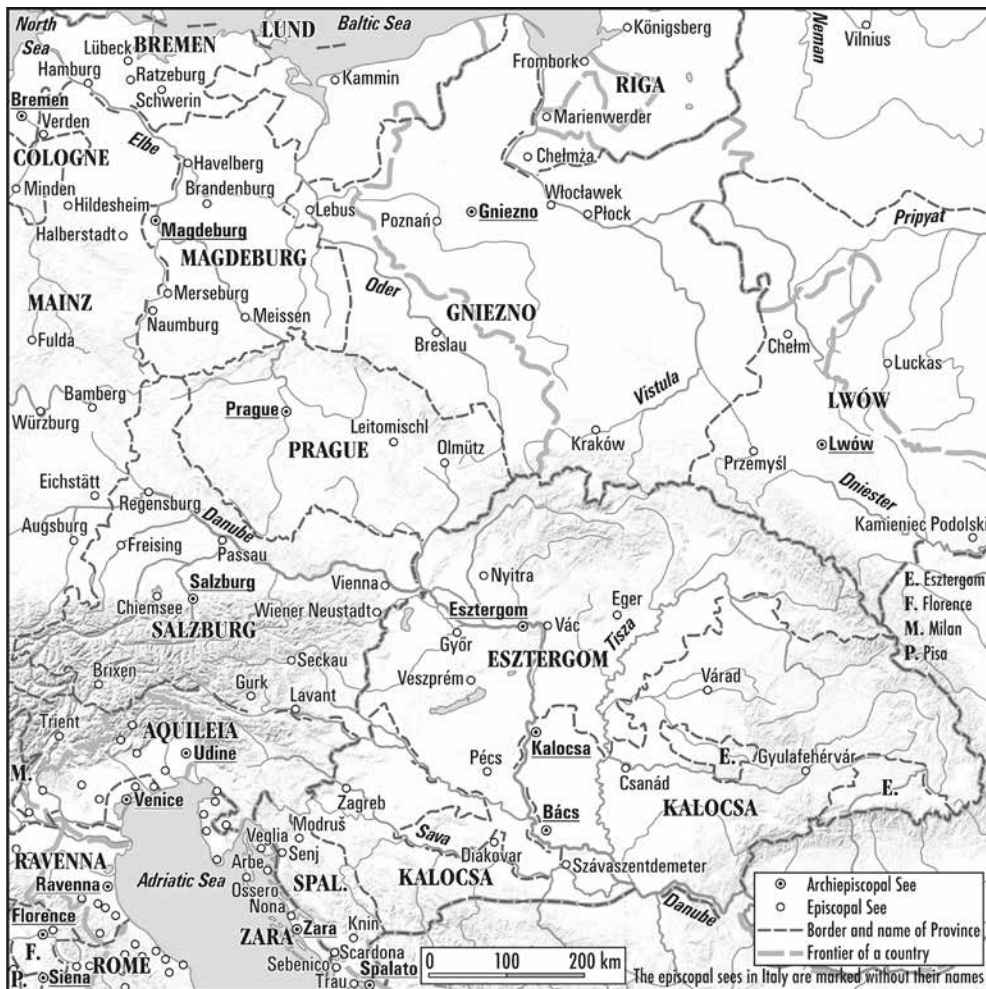 North
Sea
BREMEN
LUND
Baltic Sea
Königsberg
Neman
Vilnius
Lübeck
Hamburg
Ratzeburg
Schwerin
Kammin
Frombork
RIGA
Bremen
Verden
Marienwerder
COLOGNE
Elbe
Havelberg
Chełmża
Minden
Hildesheim
Brandenburg
Lebus
Poznań
Gniezno
Włocławek
Płock
Pripyat
Halberstadt
Magdeburg
MAGDEBURG
Oder
MAINZ
Merseburg
Naumburg
Meissen
GNIEZNO
Breslau
Fulda
Chełm
Luckas
Vistula
LWÓW
Bamberg
Würzburg
Prague
PRAGUE
Leitomischl
Olmütz
Kraków
Przemyśl
Lwów
Dniester
Eichstätt
Regensburg
Augsburg
Danube
Freising
Passau
Kamieniec Podolski
Salzburg
Chiemsee
SALZBURG
Vienna
Wiener Neustadt
Nyitra
Esztergom
Győr
Vác
Eger
Tisza
ESZTERGOM
E. Esztergom
F. Florence
M. Milan
P. Pisa
Brixen
Seckau
Gurk
Lavant
Veszprém
Várad
Trient
AQUILEIA
Udine
M.
Venice
Kalocsa
Pécs
E.
Gyulafehérvár
Csanád
E.
KALOCSA
Zagreb
Bács
Veglia
Modruš
Senj
Sava
Diakovar
Szávaszentdemeter
RAVENNA
Ravenna
Adriatic Sea
Arbe
Ossero
Nona
SPAL.
KALOCSA
Danube
Florence
F.
ZARA
Zara
Knin
Scardona
Sebenico
Spalato
Trau
P.
Siena
ROME
0 100 200 km
Archiepiscopal See
Episcopal See
Border and name of Province
Frontier of a country
The episcopal sees in Italy are marked without their names